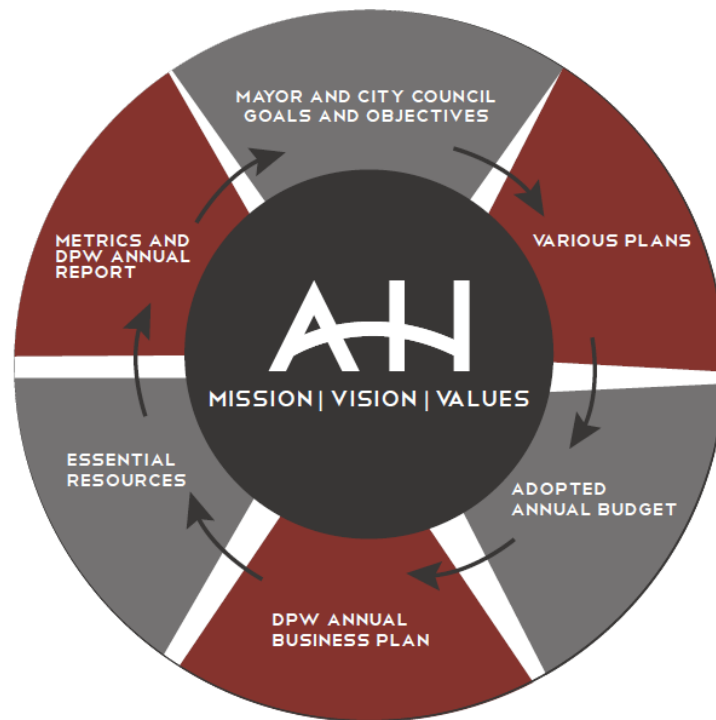 MAYOR AND CITY COUNCIL
GOALS AND OBJECTIVES
VARIOUS PLANS
ADOPTED
ANNUAL BUDGET
DPW ANNUAL
BUSINESS PLAN
ESSENTIAL
RESOURCES
METRICS AND
DPW ANNUAL
REPORT
AH
MISSION | VISION | VALUES